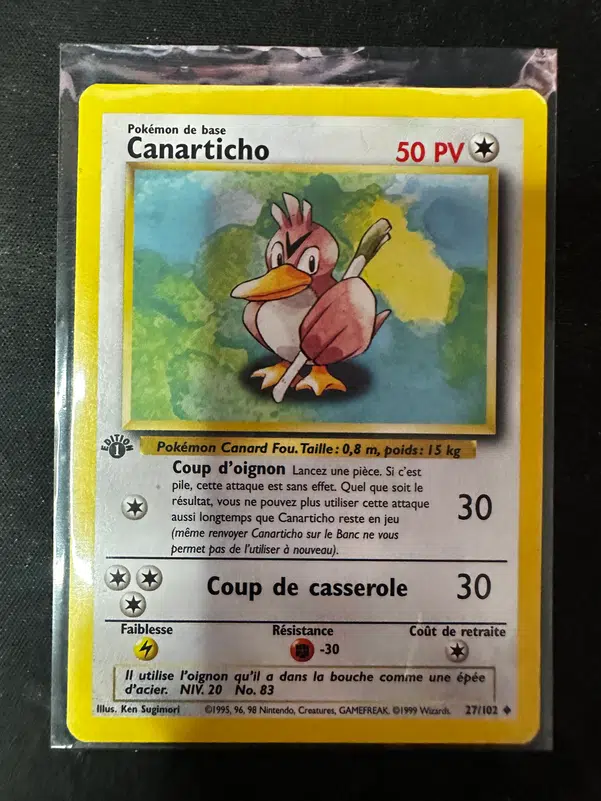 Pokémon de base
Canarticho 50 PV
EDITION 1
Pokémon Canard Fou. Taille: 0,8 m, poids: 15 kg
Coup d'oignon Lancez une pièce. Si c'est
pile, cette attaque est sans effet. Quel que soit le
résultat, vous ne pouvez plus utiliser cette attaque
aussi longtemps que Canarticho reste en jeu
(même renvoyer Canarticho sur le Banc ne vous
permet pas de l'utiliser à nouveau).
30
Coup de casserole 30
Faiblesse Résistance Coût de retraite
-30
Il utilise l'oignon qu'il a dans la bouche comme une épée
d'acier. NIV. 20 No. 83
Illus. Ken Sugimori ©1995, 96, 98 Nintendo, Creatures, GAMEFREAK. ©1999 Wizards. 27/102